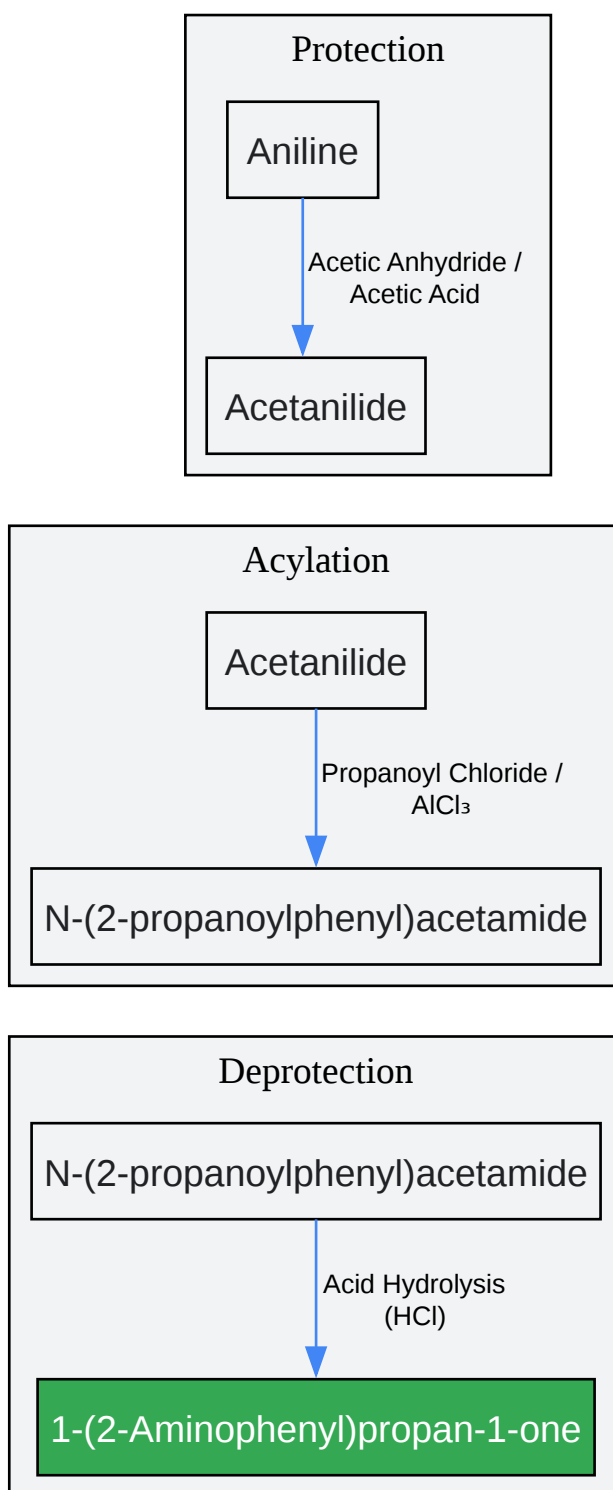 Protection
Aniline
Acetic Anhydride /
Acetic Acid
Acetanilide
Acylation
Acetanilide
Propanoyl Chloride /
AlCl₃
N-(2-propanoylphenyl)acetamide
Deprotection
N-(2-propanoylphenyl)acetamide
Acid Hydrolysis
(HCl)
1-(2-Aminophenyl)propan-1-one